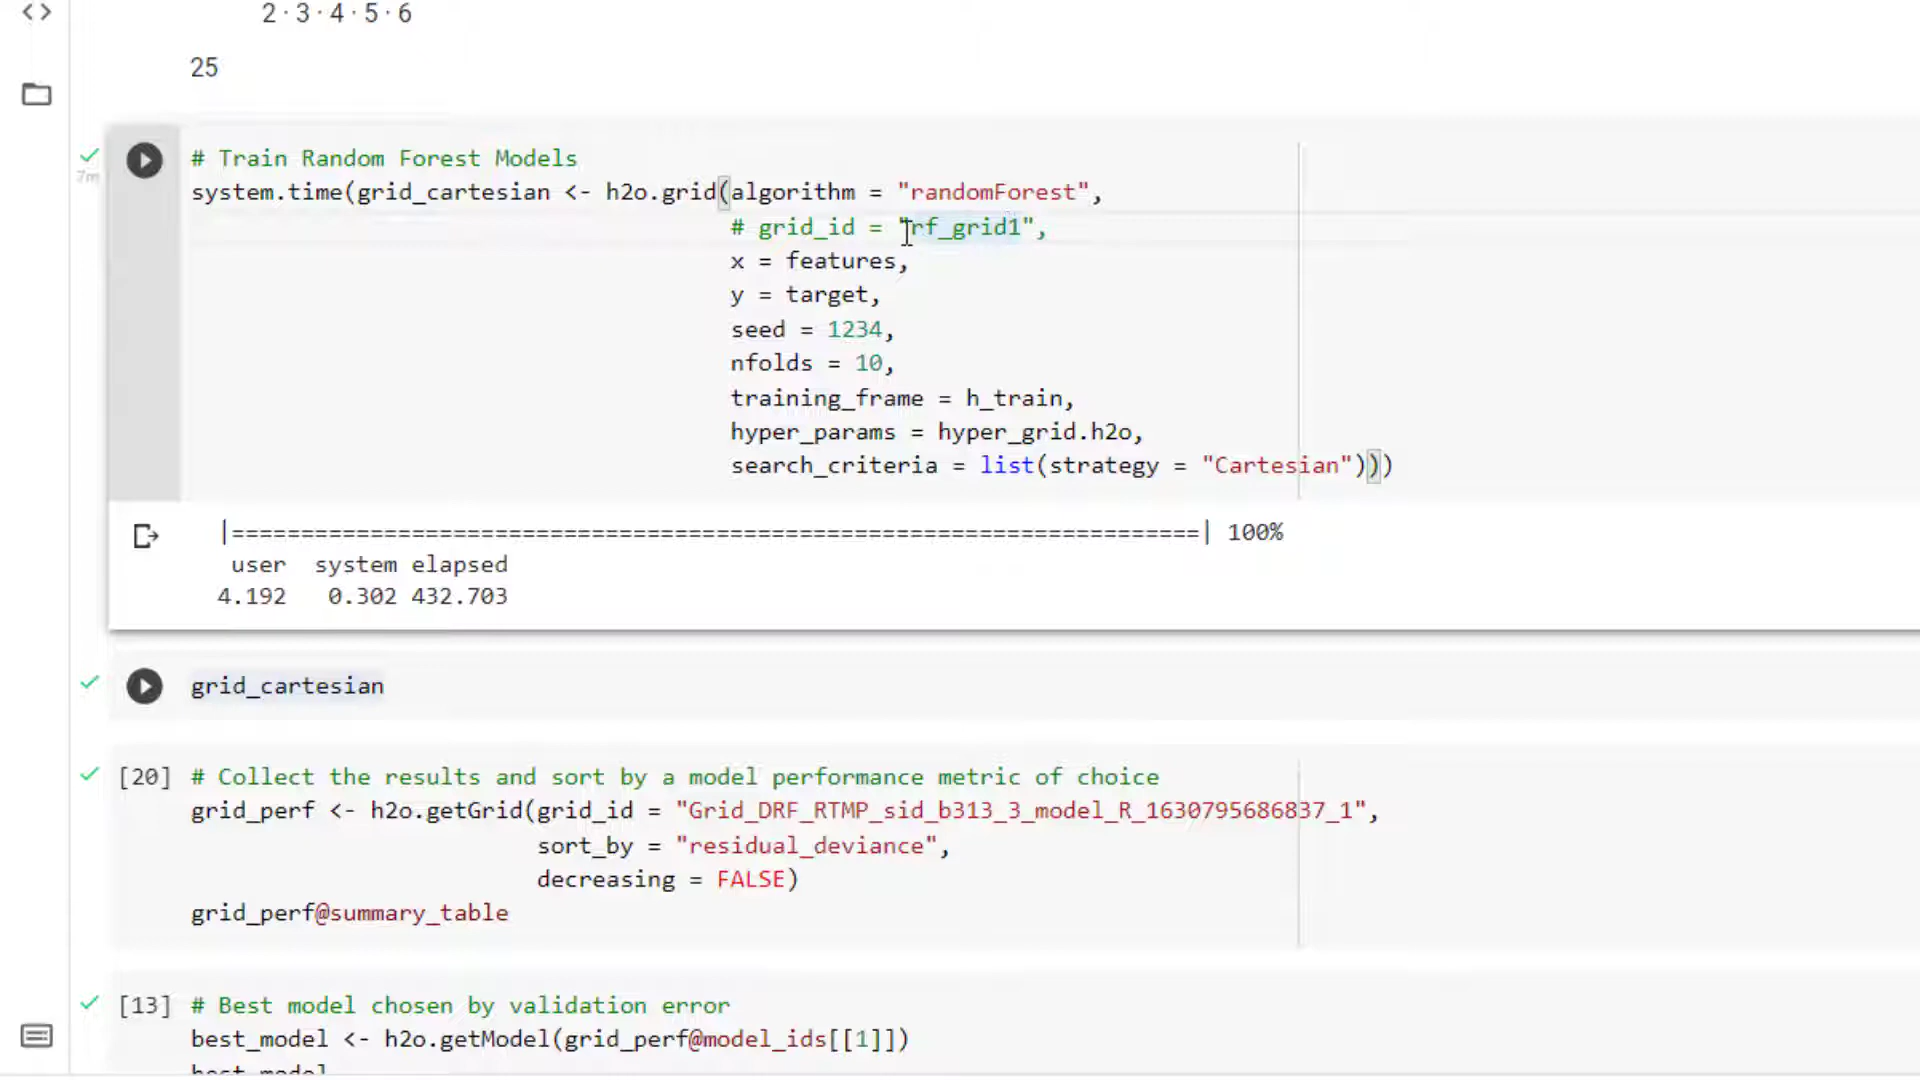 2 · 3 · 4 · 5 · 6
25
# Train Random Forest Models
system.time(grid_cartesian <- h2o.grid(algorithm = "randomForest",
# grid_id = "rf_grid1",
x = features,
y = target,
seed = 1234,
nfolds = 10,
training_frame = h_train,
hyper_params = hyper_grid.h2o,
search_criteria = list(strategy = "Cartesian")))
7m
|======================================================================| 100%
user system elapsed
4.192 0.302 432.703
grid_cartesian
[20] # Collect the results and sort by a model performance metric of choice
grid_perf <- h2o.getGrid(grid_id = "Grid_DRF_RTMP_sid_b313_3_model_R_1630795686837_1",
sort_by = "residual_deviance",
decreasing = FALSE)
grid_perf@summary_table
[13] # Best model chosen by validation error
best_model <- h2o.getModel(grid_perf@model_ids[[1]])
best_model